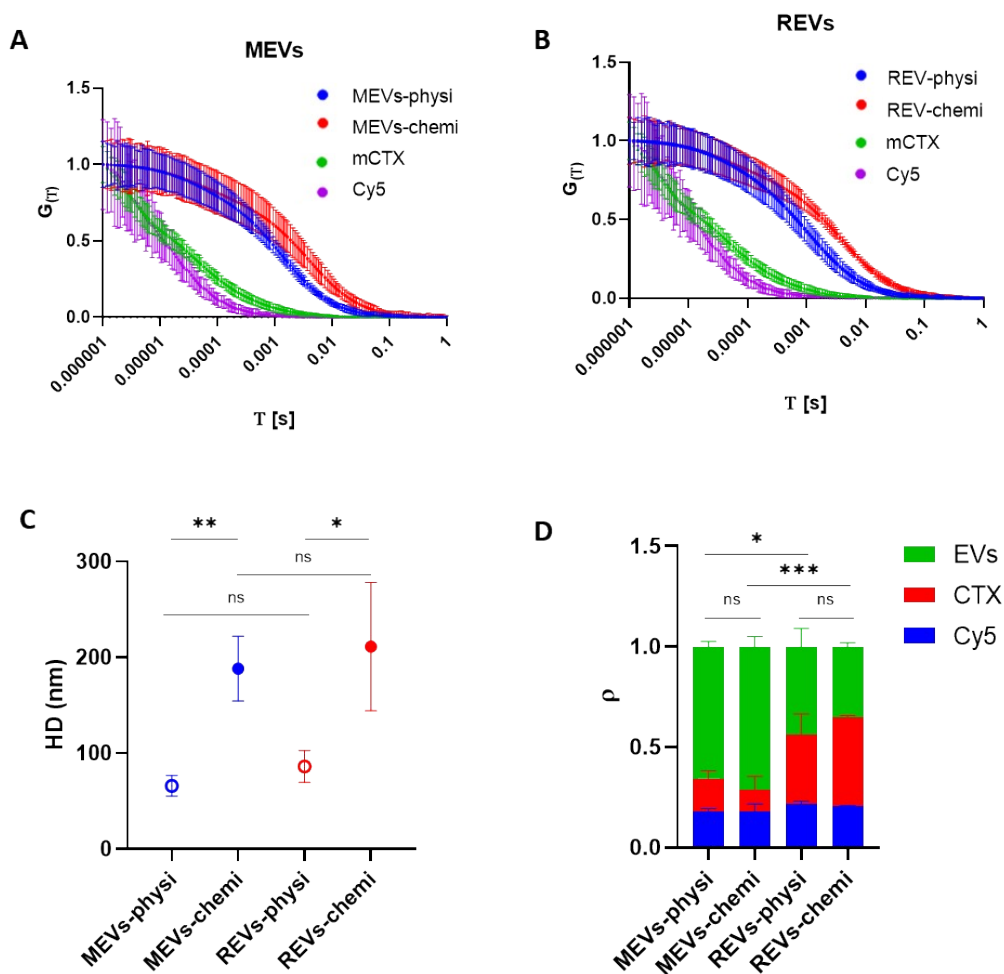 A
MEVs
1.5
1.0
0.5
0.0
G(T)
0.000001
0.00001
0.0001
0.001
0.01
0.1
1
T [s]
MEVs-physi
MEVs-chemi
mCTX
Cy5
B
REVs
1.5
1.0
0.5
0.0
G(T)
0.000001
0.00001
0.0001
0.001
0.01
0.1
1
T [s]
REV-physi
REV-chemi
mCTX
Cy5
C
** *
ns
ns
300
200
100
0
HD (nm)
MEVs-physi
MEVs-chemi
REVs-physi
REVs-chemi
D
*
***
ns ns
1.5
1.0
0.5
0.0
ρ
MEVs-physi
MEVs-chemi
REVs-physi
REVs-chemi
EVs
CTX
Cy5